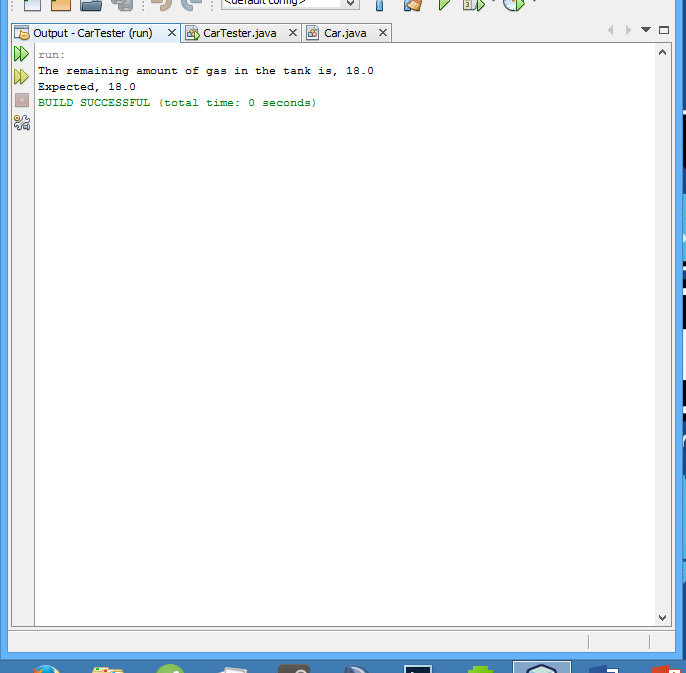 <default config>
Output - CarTester (run)
CarTester.java
Car.java
run:
The remaining amount of gas in the tank is, 18.0
Expected, 18.0
BUILD SUCCESSFUL (total time: 0 seconds)